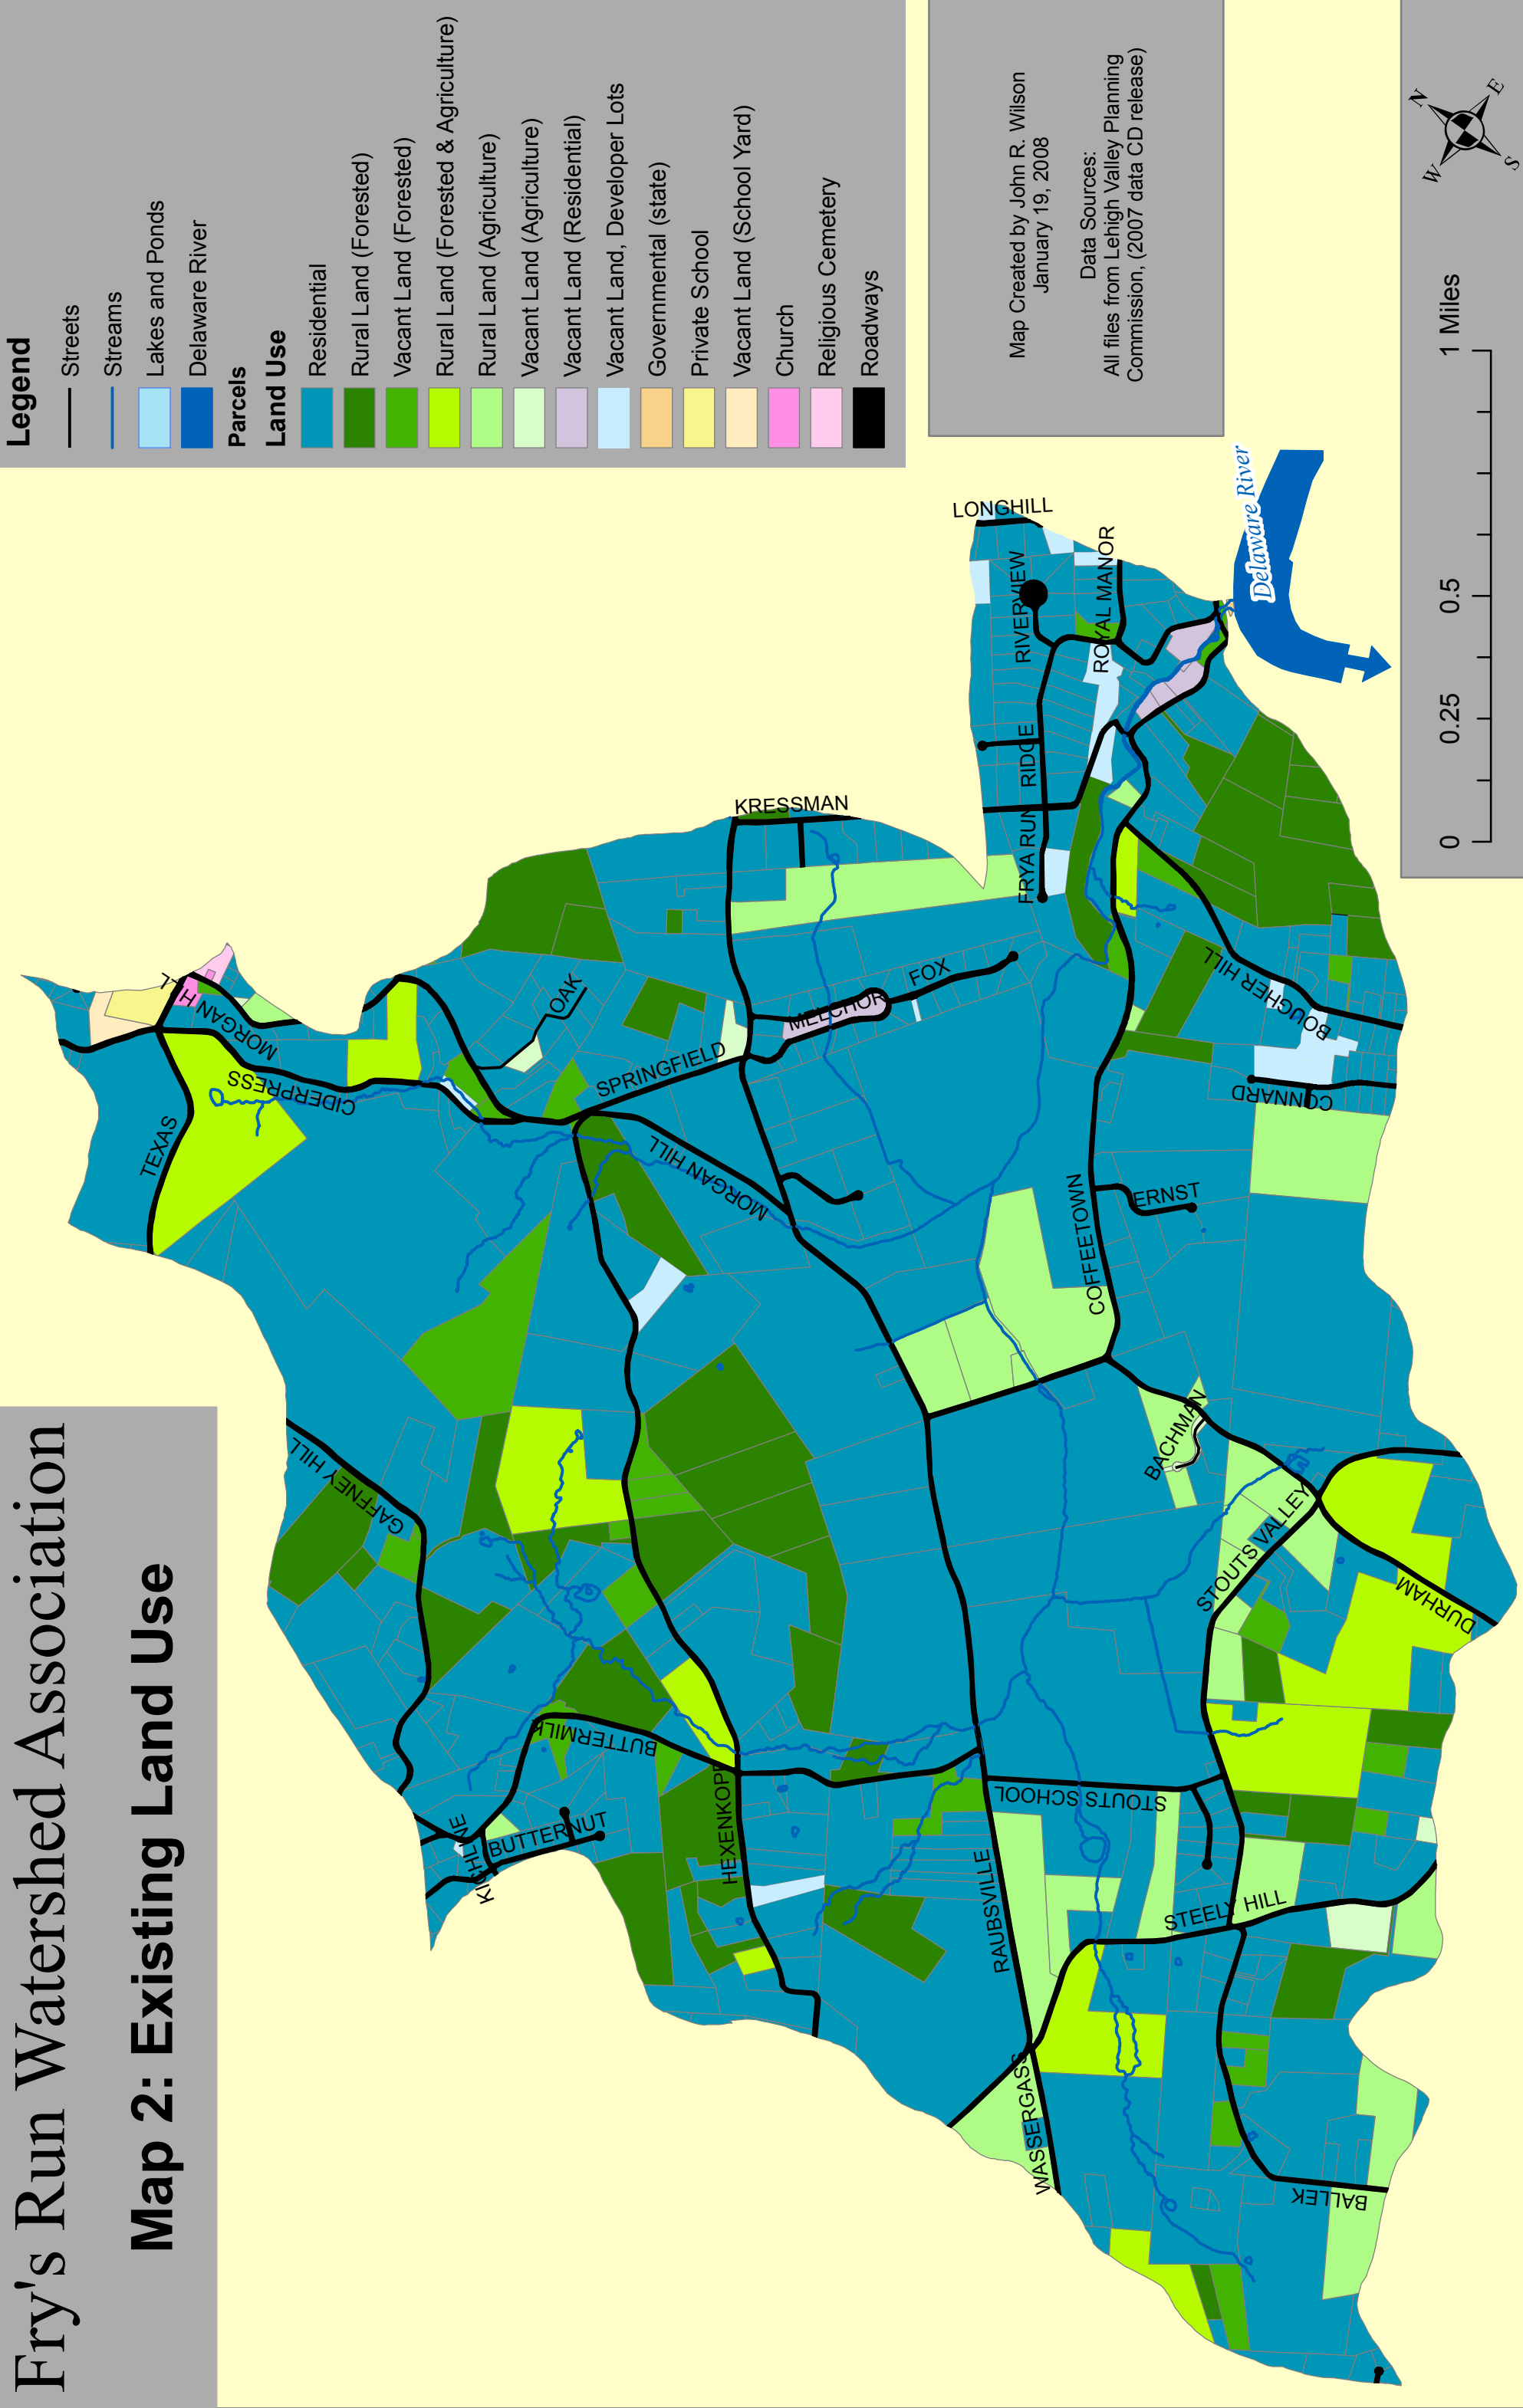 Fry's Run Watershed Association
Map 2: Existing Land Use
Legend
Streets
Streams
Lakes and Ponds
Delaware River
Parcels
Land Use
Residential
Rural Land (Forested)
Vacant Land (Forested)
Rural Land (Forested & Agriculture)
Rural Land (Agriculture)
Vacant Land (Agriculture)
Vacant Land (Residential)
Vacant Land, Developer Lots
Governmental (state)
Private School
Vacant Land (School Yard)
Church
Religious Cemetery
Roadways
Map Created by John R. Wilson
January 19, 2008
Data Sources:
All files from Lehigh Valley Planning
Commission, (2007 data CD release)
N
E
S
W
0
0.25
0.5
1 Miles
Delaware River
TEXAS
MORGAN HILL
CIDERPRESS
OAK
SPRINGFIELD
MORGAN HILL
KRESSMAN
MELCHOR
FOX
LONGHILL
RIVERVIEW
ROYAL MANOR
FRYA RUN
RIDGE
BOUGHER HILL
CONNARD
ERNST
COFFEETOWN
BACHMAN
STOUTS VALLEY
DURHAM
GAFFNEY HILL
BUTTERMILK
BUTTERNUT
KICHLINE
HEXENKOPF
STOUTS SCHOOL
RAUBSVILLE
STEELY HILL
WASSERGASS
BALLEK